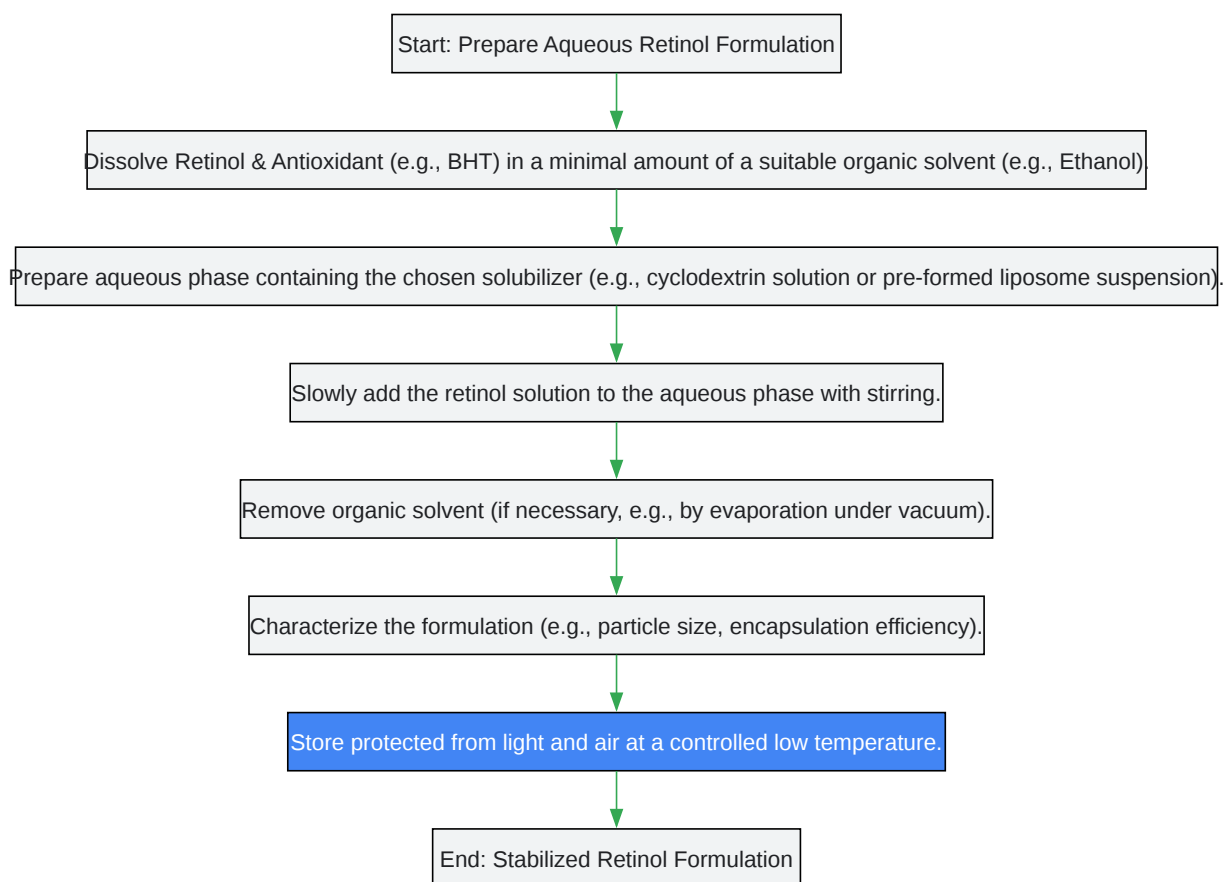 Start: Prepare Aqueous Retinol Formulation
Dissolve Retinol & Antioxidant (e.g., BHT) in a minimal amount of a suitable organic solvent (e.g., Ethanol).
Prepare aqueous phase containing the chosen solubilizer (e.g., cyclodextrin solution or pre-formed liposome suspension).
Slowly add the retinol solution to the aqueous phase with stirring.
Remove organic solvent (if necessary, e.g., by evaporation under vacuum).
Characterize the formulation (e.g., particle size, encapsulation efficiency).
Store protected from light and air at a controlled low temperature.
End: Stabilized Retinol Formulation